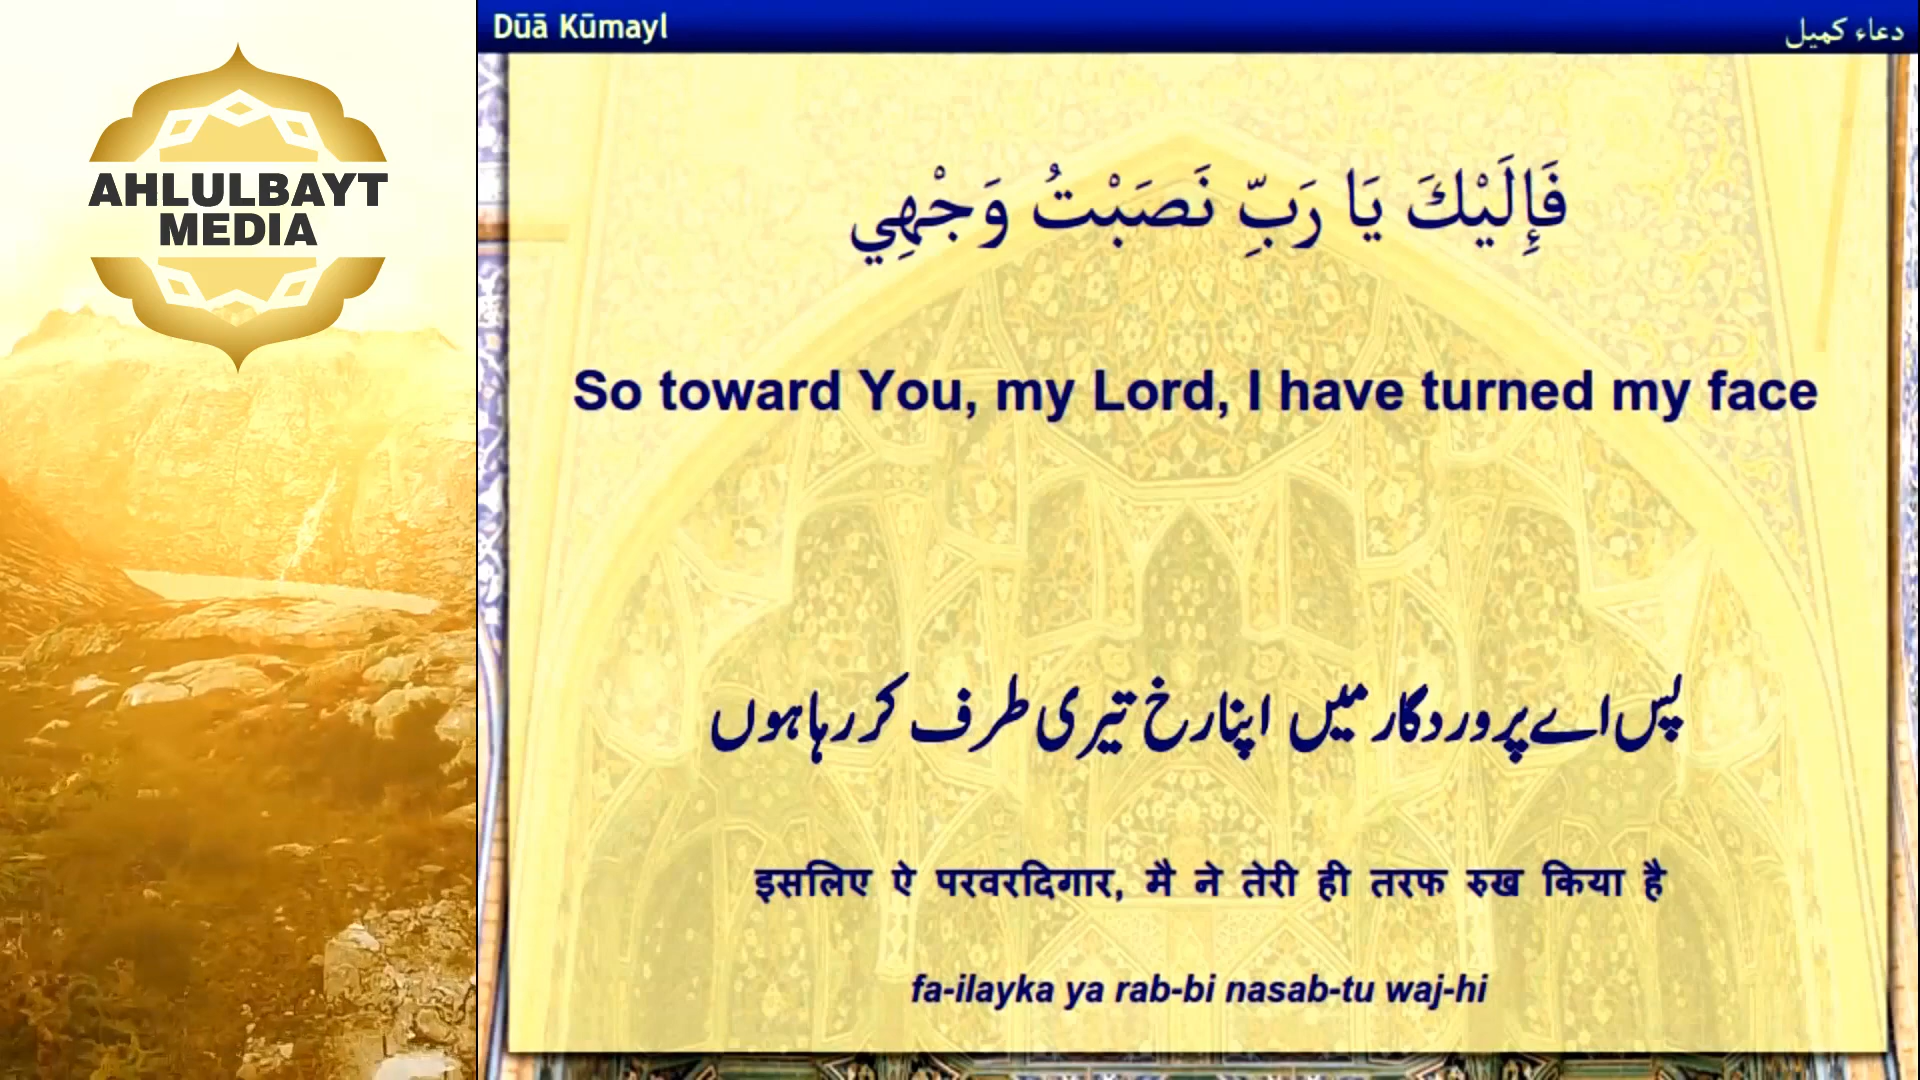 AHLULBAYT
MEDIA
Dūā Kūmayl
دعاء كميل
فَإِلَيْكَ يَا رَبِّ نَصَبْتُ وَجْهِي
So toward You, my Lord, I have turned my face
پس اے پروردگار میں اپنا رخ تیری طرف کر رہا ہوں
इसलिए ऐ परवरदिगार, मै ने तेरी ही तरफ रुख किया है
fa-ilayka ya rab-bi nasab-tu waj-hi